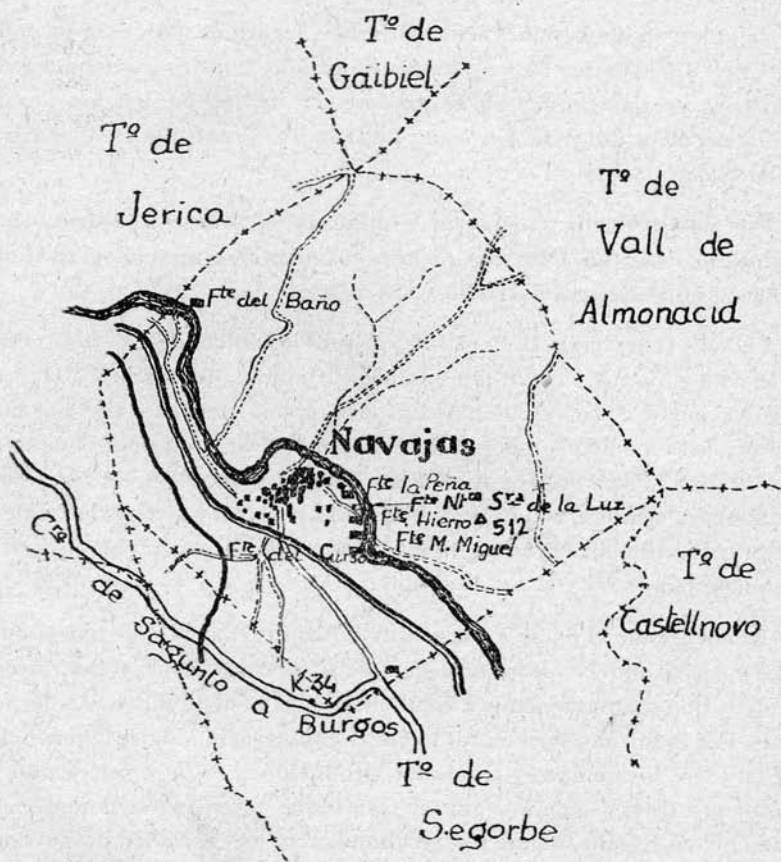 Tº de
Gaibiel
Tº de
Jerica
Tº de
Vall de
Almonacid
Fte del Baño
Navajas
Fte la Peña
Fte Ntra Sra de la Luz
Fte Hierro 512
Fte M. Miguel
Fte del Curso
Tº de
Castellnovo
Cra de Sagunto a Burgos
K.34
Tº de
Segorbe